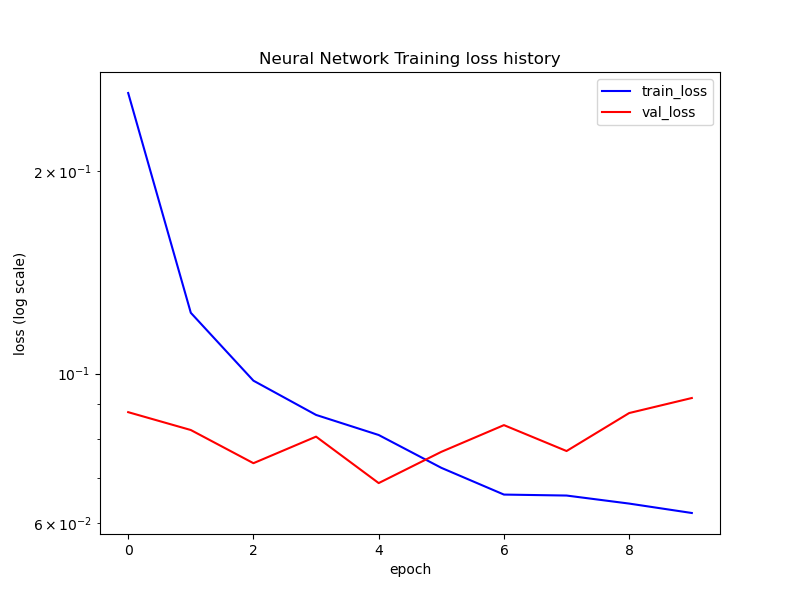 Neural Network Training loss history
train_loss
val_loss
loss (log scale)
2 × 10⁻¹
10⁻¹
6 × 10⁻²
0 2 4 6 8
epoch